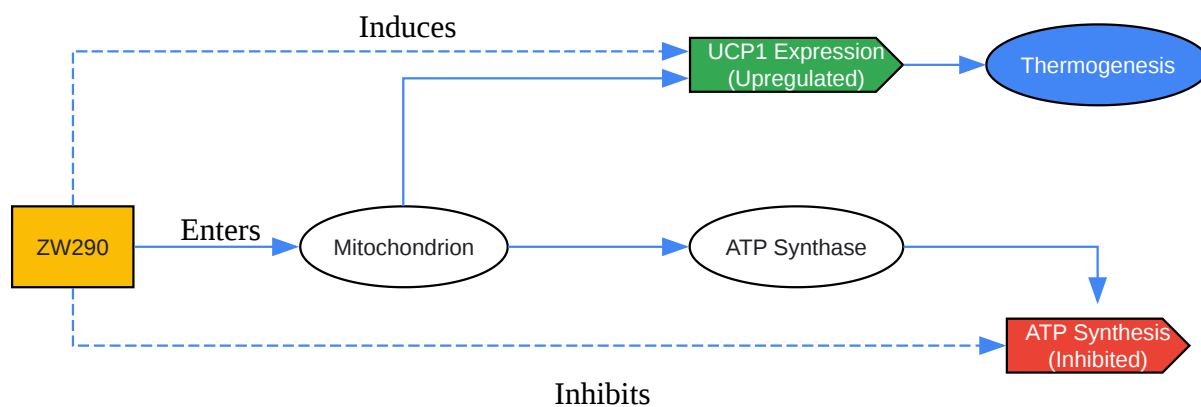 Induces
UCP1 Expression
(Upregulated)
Thermogenesis
ZW290
Enters
Mitochondrion
ATP Synthase
ATP Synthesis
(Inhibited)
Inhibits